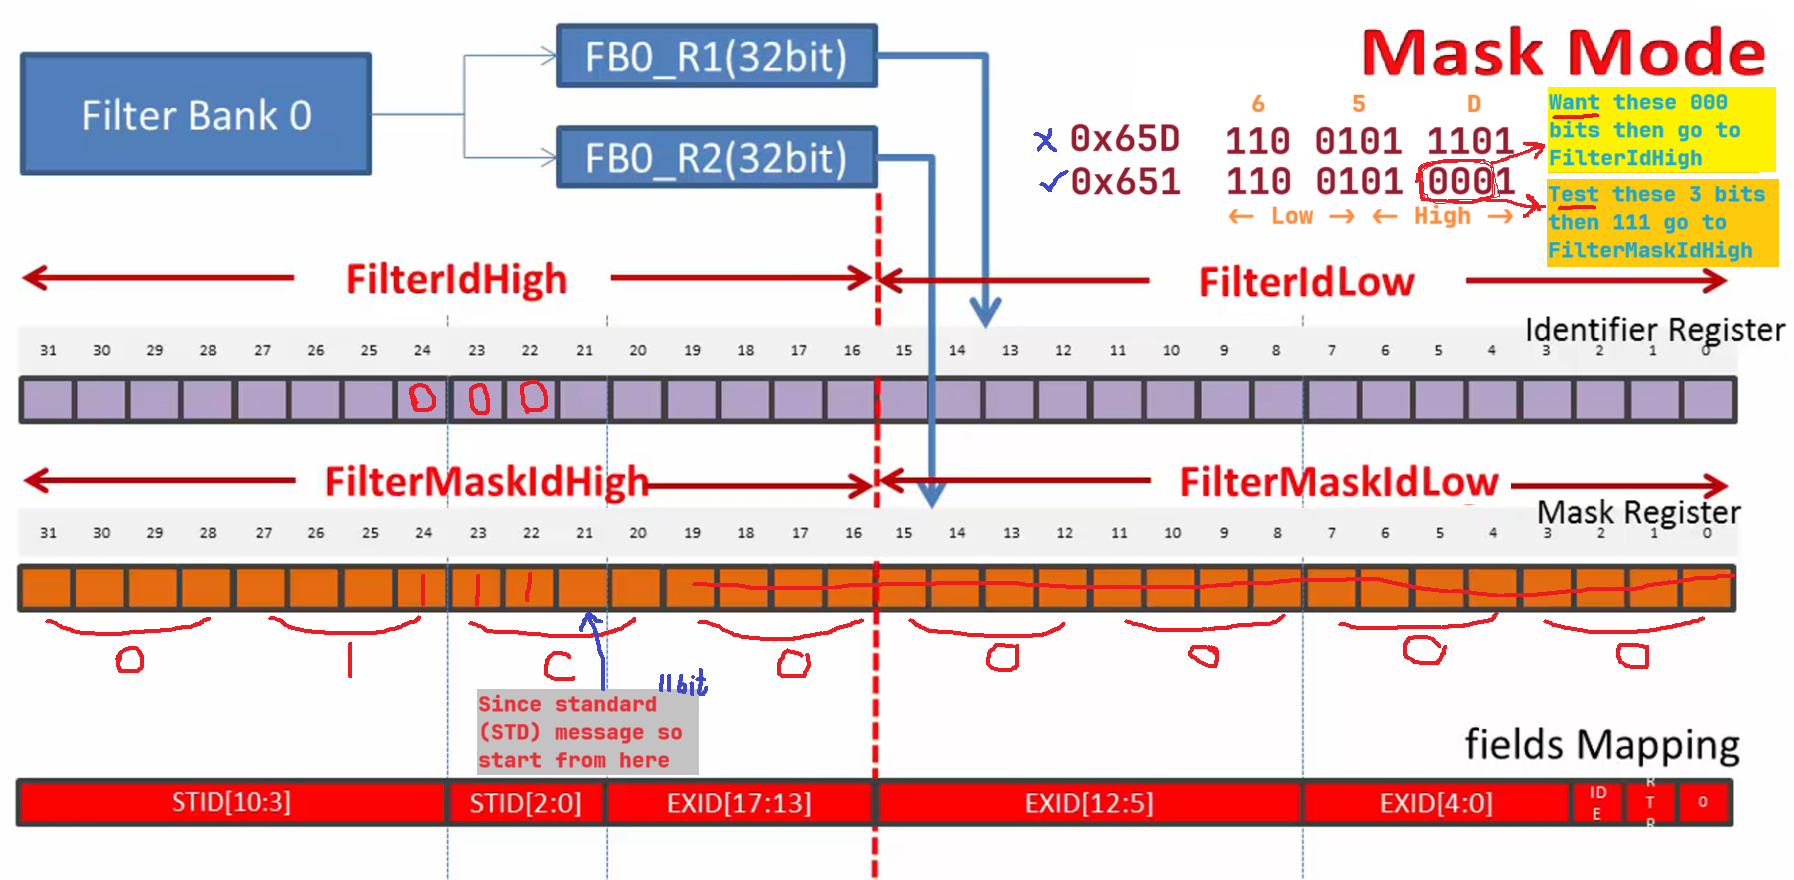 Mask Mode
Filter Bank 0
FB0_R1(32bit)
FB0_R2(32bit)
6 5 D
x 0x65D 110 0101 1101
✓ 0x651 110 0101 0001
← Low → ← High →
Want these 000
bits then go to
FilterIdHigh
Test these 3 bits
then 111 go to
FilterMaskIdHigh
FilterIdHigh FilterIdLow
Identifier Register
31 30 29 28 27 26 25 24 23 22 21 20 19 18 17 16 15 14 13 12 11 10 9 8 7 6 5 4 3 2 1 0
0 0 0
FilterMaskIdHigh FilterMaskIdLow
Mask Register
31 30 29 28 27 26 25 24 23 22 21 20 19 18 17 16 15 14 13 12 11 10 9 8 7 6 5 4 3 2 1 0
1 1 1
0 1 C 0 0 0 0 0
11bit
Since standard
(STD) message so
start from here
fields Mapping
STID[10:3] STID[2:0] EXID[17:13] EXID[12:5] EXID[4:0] IDE RTR 0